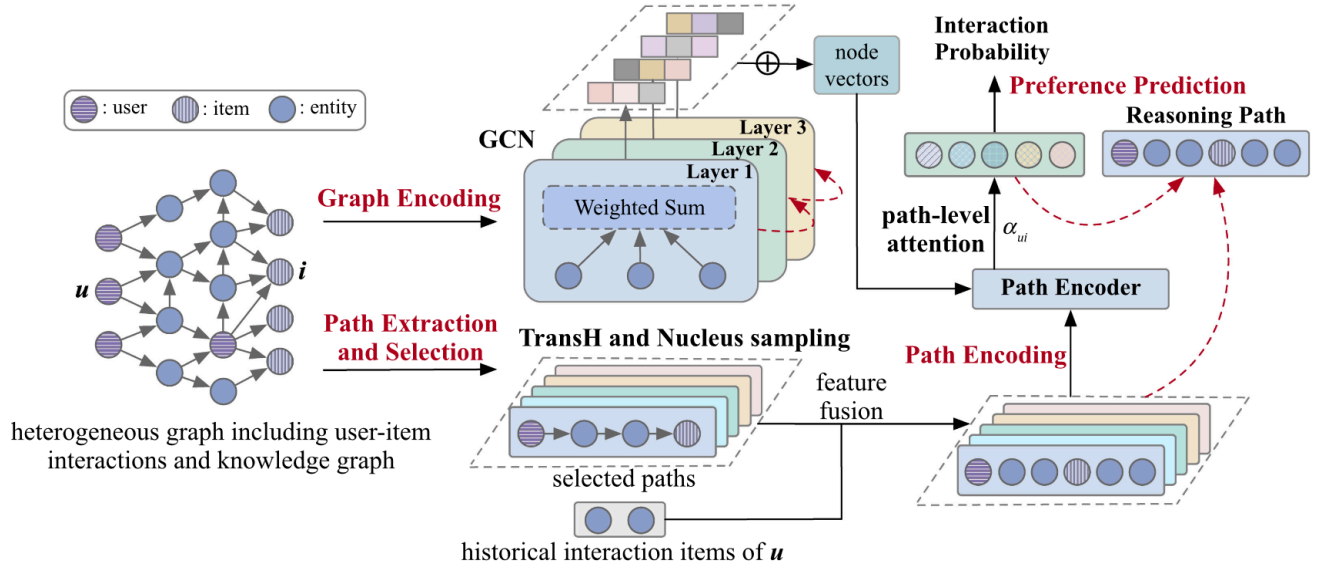 : user
: item
: entity
u
i
heterogeneous graph including user-item
interactions and knowledge graph
Graph Encoding
Path Extraction
and Selection
GCN
Layer 3
Layer 2
Layer 1
Weighted Sum
node
vectors
TransH and Nucleus sampling
selected paths
historical interaction items of u
feature
fusion
Interaction
Probability
Preference Prediction
Reasoning Path
path-level
attention
αui
Path Encoder
Path Encoding